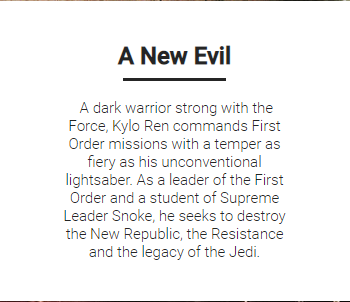 A New Evil
A dark warrior strong with the
Force, Kylo Ren commands First
Order missions with a temper as
fiery as his unconventional
lightsaber. As a leader of the First
Order and a student of Supreme
Leader Snoke, he seeks to destroy
the New Republic, the Resistance
and the legacy of the Jedi.